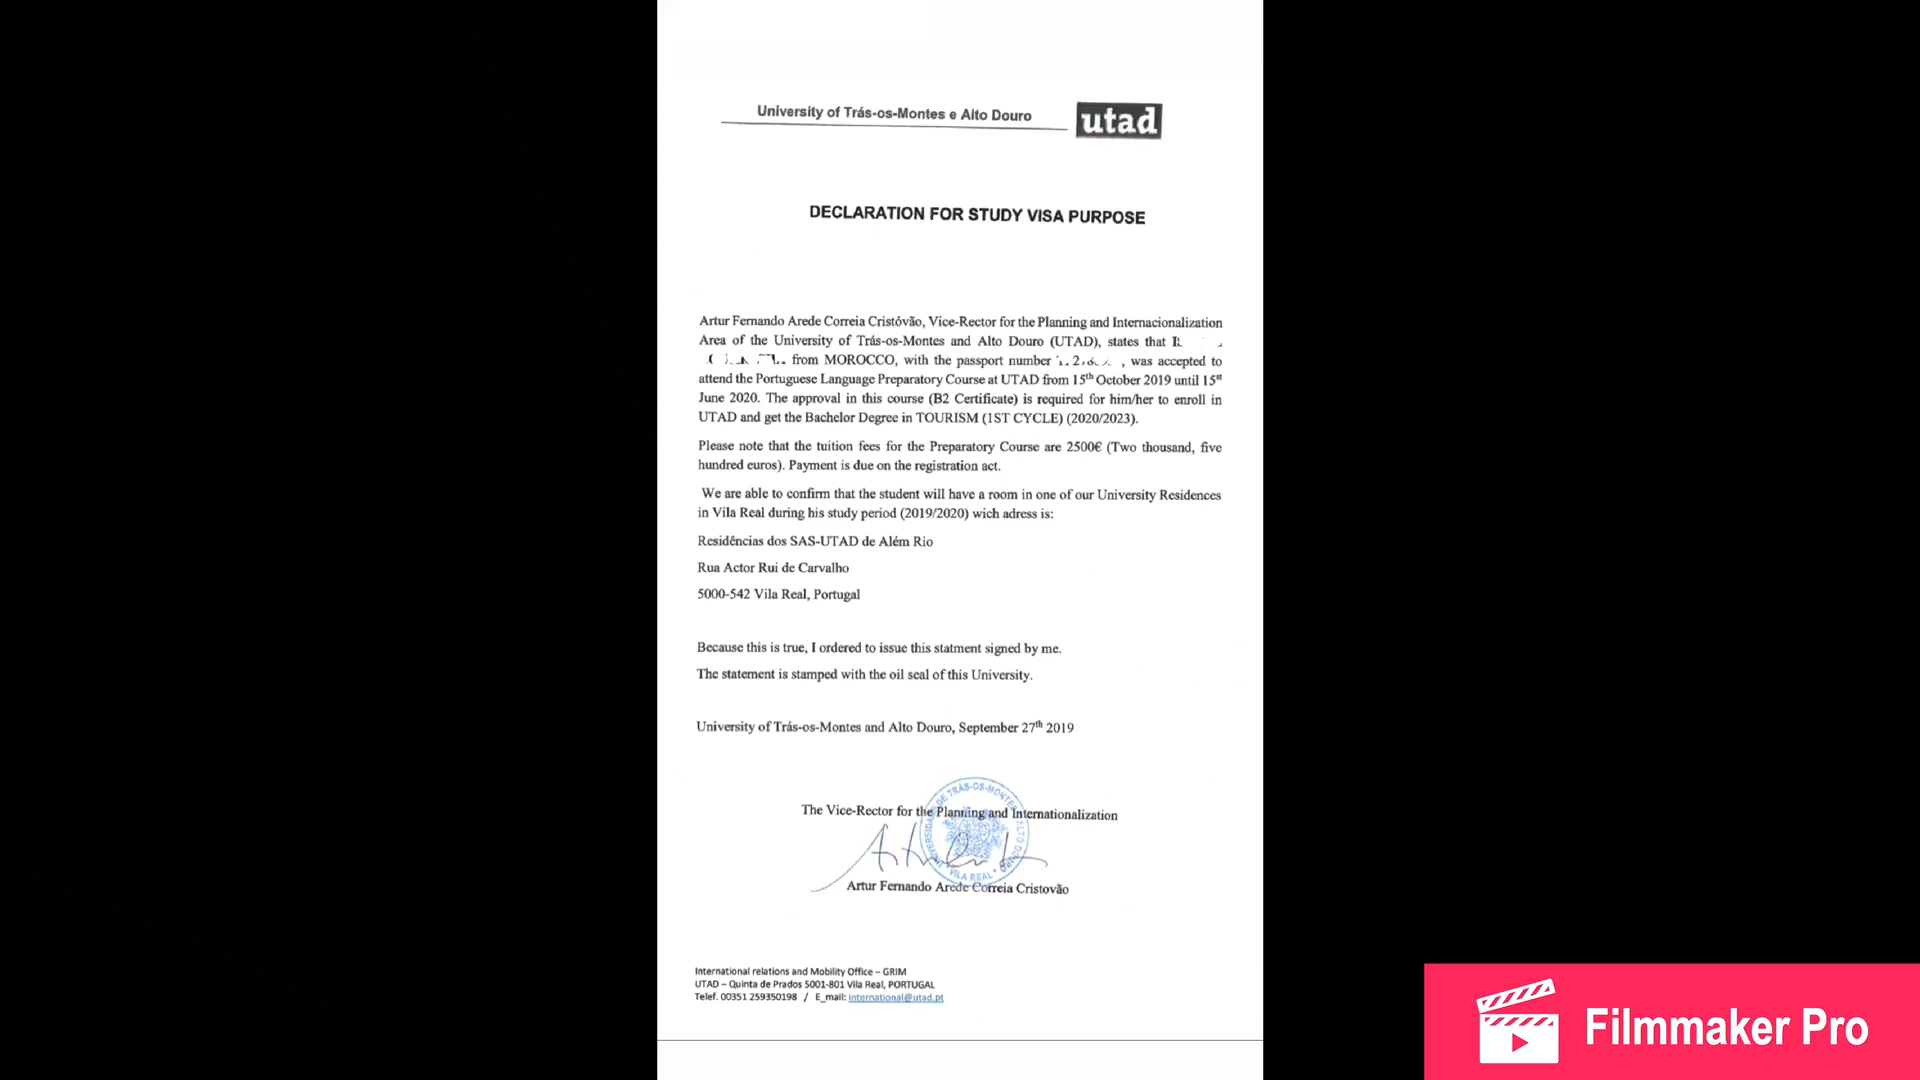 University of Trás-os-Montes e Alto Douro
utad
DECLARATION FOR STUDY VISA PURPOSE
Artur Fernando Arede Correia Cristóvão, Vice-Rector for the Planning and Internacionalization
Area of the University of Trás-os-Montes and Alto Douro (UTAD), states that
from MOROCCO, with the passport number , was accepted to
attend the Portuguese Language Preparatory Course at UTAD from 15th October 2019 until 15st
June 2020. The approval in this course (B2 Certificate) is required for him/her to enroll in
UTAD and get the Bachelor Degree in TOURISM (1ST CYCLE) (2020/2023).
Please note that the tuition fees for the Preparatory Course are 2500€ (Two thousand, five
hundred euros). Payment is due on the registration act.
We are able to confirm that the student will have a room in one of our University Residences
in Vila Real during his study period (2019/2020) wich adress is:
Residências dos SAS-UTAD de Além Rio
Rua Actor Rui de Carvalho
5000-542 Vila Real, Portugal
Because this is true, I ordered to issue this statment signed by me.
The statement is stamped with the oil seal of this University.
University of Trás-os-Montes and Alto Douro, September 27th 2019
The Vice-Rector for the Planning and Internationalization
Artur Fernando Arede Correia Cristovão
International relations and Mobility Office – GRIM
UTAD – Quinta de Prados 5001-801 Vila Real, PORTUGAL
Telef. 00351 259350198 / E_mail: international@utad.pt
Filmmaker Pro